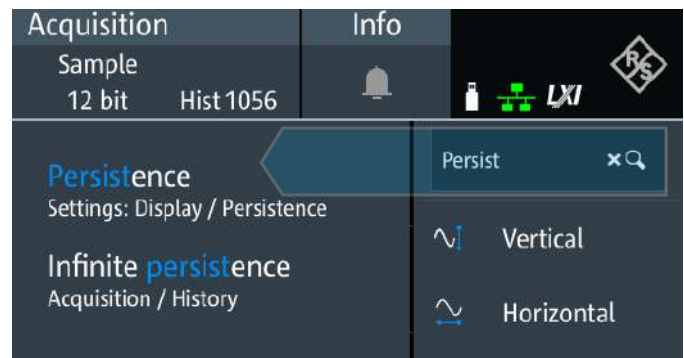 Acquisition
Info
Sample
12 bit Hist 1056
LXI
R&S
Persist
Persistence
Settings: Display / Persistence
Infinite persistence
Acquisition / History
Vertical
Horizontal